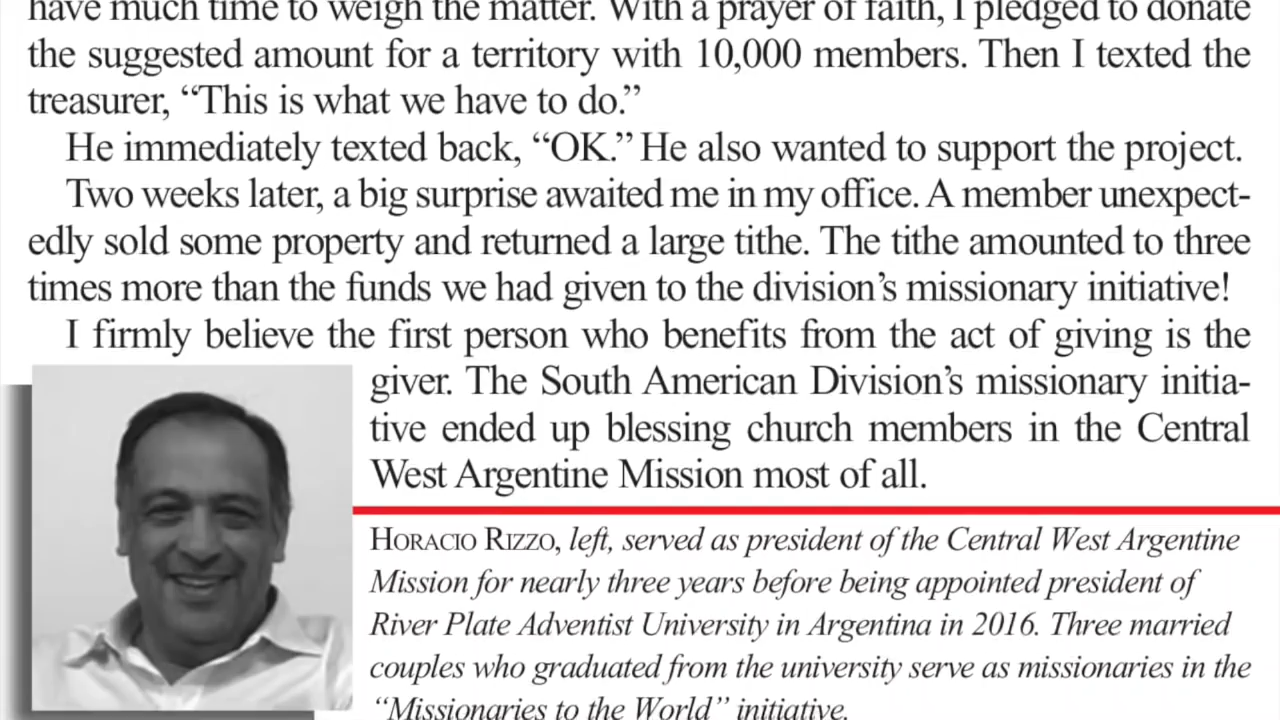 have much time to weigh the matter. With a prayer of faith, I pledged to donate
the suggested amount for a territory with 10,000 members. Then I texted the
treasurer, “This is what we have to do.”
He immediately texted back, “OK.” He also wanted to support the project.
Two weeks later, a big surprise awaited me in my office. A member unexpect-
edly sold some property and returned a large tithe. The tithe amounted to three
times more than the funds we had given to the division’s missionary initiative!
I firmly believe the first person who benefits from the act of giving is the
giver. The South American Division’s missionary initia-
tive ended up blessing church members in the Central
West Argentine Mission most of all.
HORACIO RIZZO, left, served as president of the Central West Argentine
Mission for nearly three years before being appointed president of
River Plate Adventist University in Argentina in 2016. Three married
couples who graduated from the university serve as missionaries in the
“Missionaries to the World” initiative.